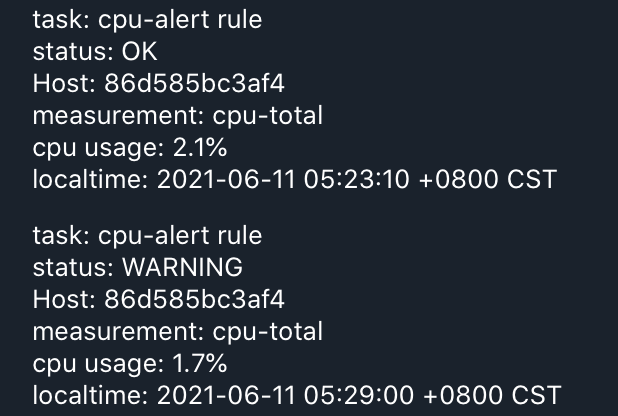 task: cpu-alert rule
status: OK
Host: 86d585bc3af4
measurement: cpu-total
cpu usage: 2.1%
localtime: 2021-06-11 05:23:10 +0800 CST
task: cpu-alert rule
status: WARNING
Host: 86d585bc3af4
measurement: cpu-total
cpu usage: 1.7%
localtime: 2021-06-11 05:29:00 +0800 CST